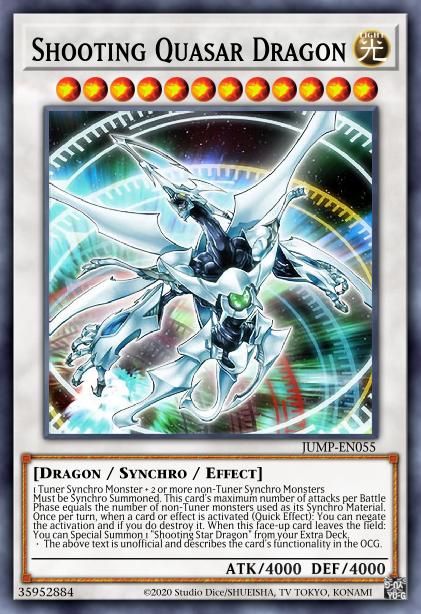 SHOOTING QUASAR DRAGON
LIGHT
光
JUMP-EN055
[DRAGON / SYNCHRO / EFFECT]
1 Tuner Synchro Monster + 2 or more non-Tuner Synchro Monsters
Must be Synchro Summoned. This card's maximum number of attacks per Battle
Phase equals the number of non-Tuner monsters used as its Synchro Material.
Once per turn, when a card or effect is activated (Quick Effect): You can negate
the activation and if you do destroy it. When this face-up card leaves the field:
You can Special Summon 1 "Shooting Star Dragon" from your Extra Deck.
· The above text is unofficial and describes the card's functionality in the OCG.
ATK/4000 DEF/4000
35952884
©2020 Studio Dice/SHUEISHA, TV TOKYO, KONAMI